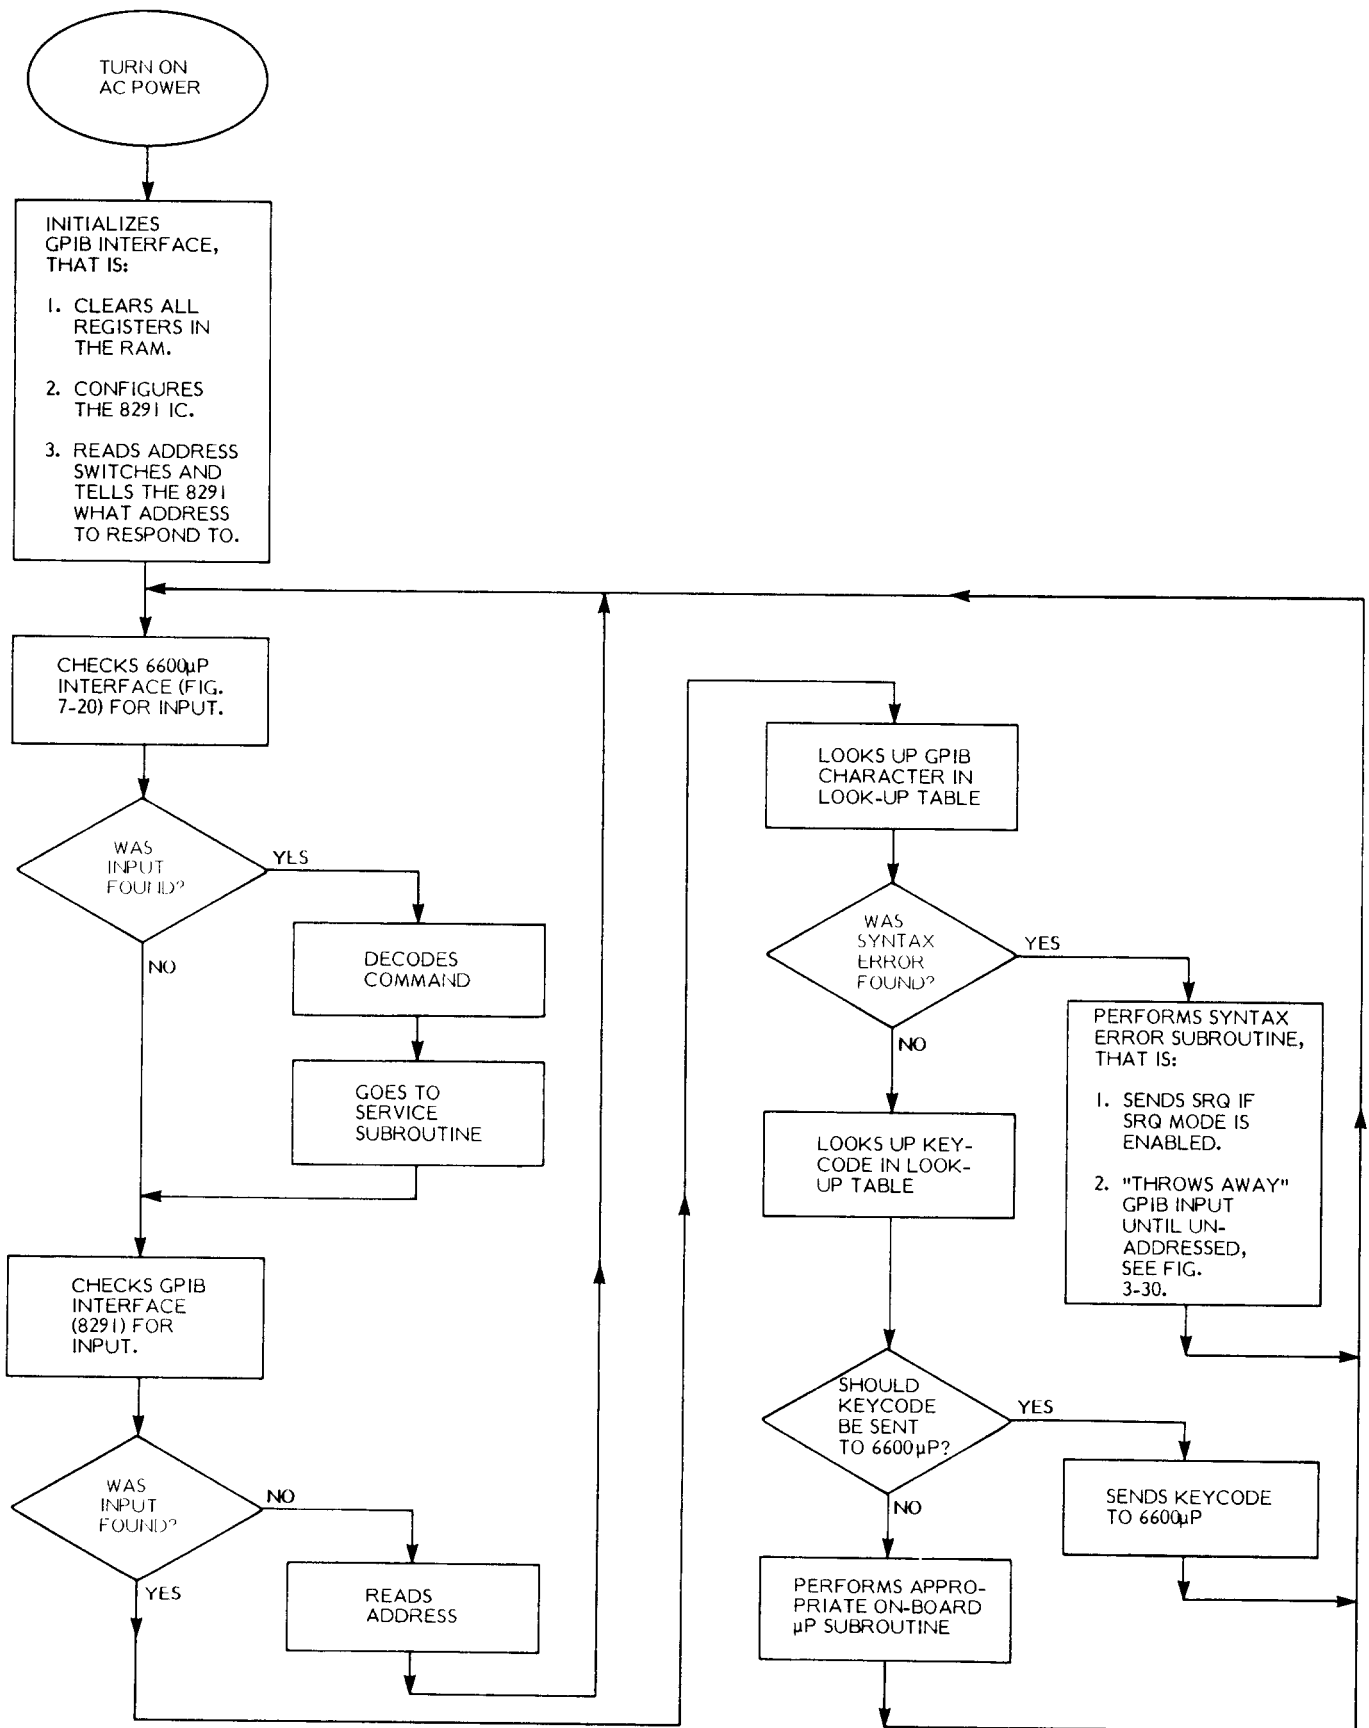 TURN ON
AC POWER
INITIALIZES
GPIB INTERFACE,
THAT IS:
1. CLEARS ALL
REGISTERS IN
THE RAM.
2. CONFIGURES
THE 8291 IC.
3. READS ADDRESS
SWITCHES AND
TELLS THE 8291
WHAT ADDRESS
TO RESPOND TO.
CHECKS 6600µP
INTERFACE (FIG.
7-20) FOR INPUT.
WAS
INPUT
FOUND?
YES
NO
DECODES
COMMAND
GOES TO
SERVICE
SUBROUTINE
CHECKS GPIB
INTERFACE
(8291) FOR
INPUT.
WAS
INPUT
FOUND?
NO
YES
READS
ADDRESS
LOOKS UP GPIB
CHARACTER IN
LOOK-UP TABLE
WAS
SYNTAX
ERROR
FOUND?
YES
NO
PERFORMS SYNTAX
ERROR SUBROUTINE,
THAT IS:
1. SENDS SRQ IF
SRQ MODE IS
ENABLED.
2. "THROWS AWAY"
GPIB INPUT
UNTIL UN-
ADDRESSED,
SEE FIG.
3-30.
LOOKS UP KEY-
CODE IN LOOK-
UP TABLE
SHOULD
KEYCODE
BE SENT
TO 6600µP?
YES
NO
SENDS KEYCODE
TO 6600µP
PERFORMS APPRO-
PRIATE ON-BOARD
µP SUBROUTINE